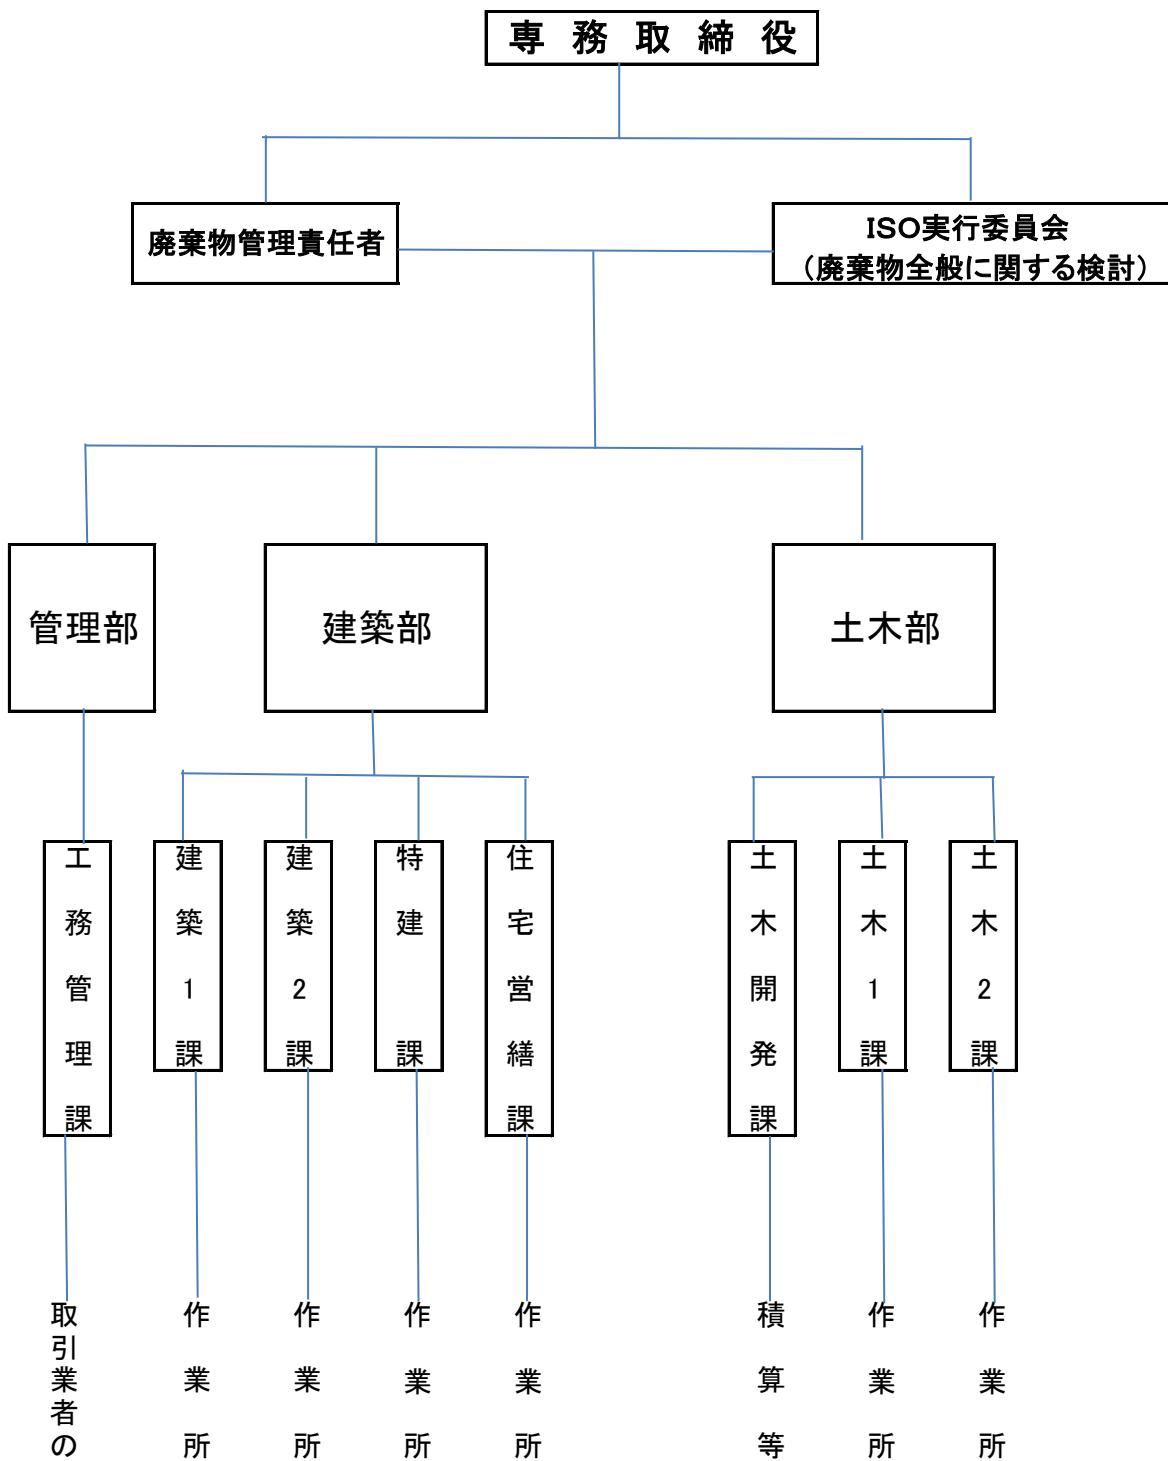 専務取締役
廃棄物管理責任者
ISO実行委員会
（廃棄物全般に関する検討）
管理部
建築部
土木部
工務管理課
建築1課
建築2課
特建課
住宅営繕課
土木開発課
土木1課
土木2課
取引業者の
作業所
作業所
作業所
作業所
積算等
作業所
作業所